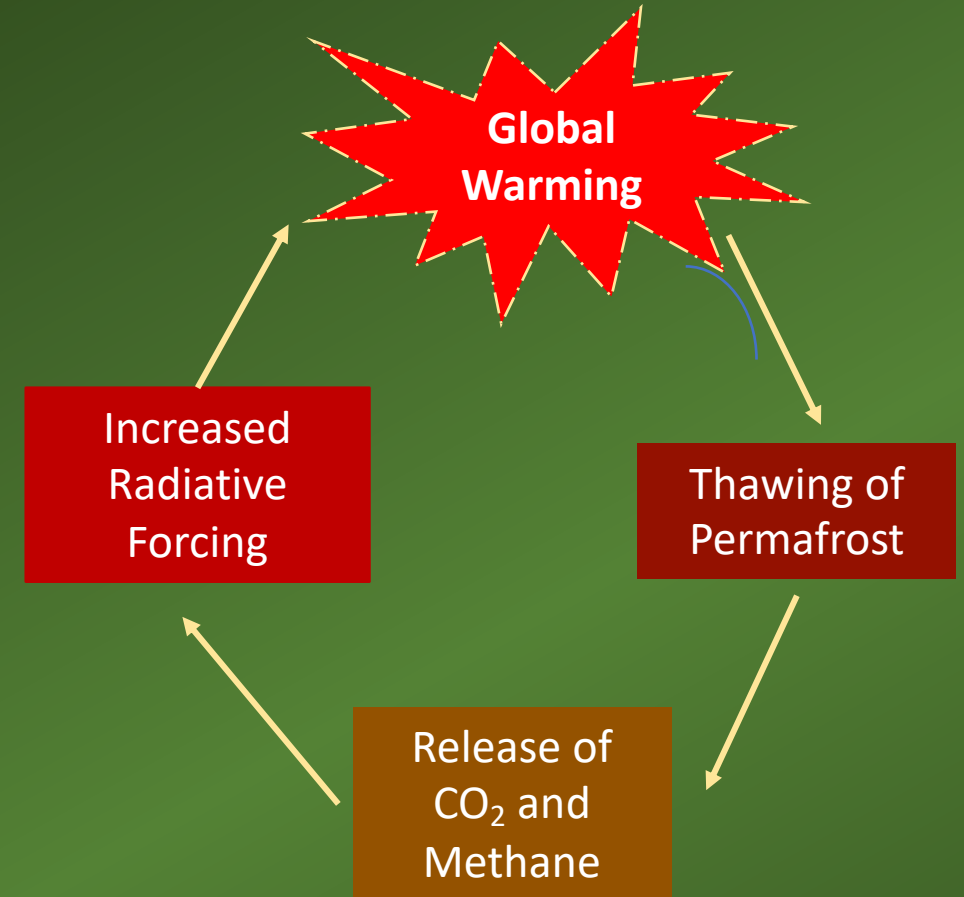 Global
Warming
Thawing of
Permafrost
Release of
CO₂ and
Methane
Increased
Radiative
Forcing